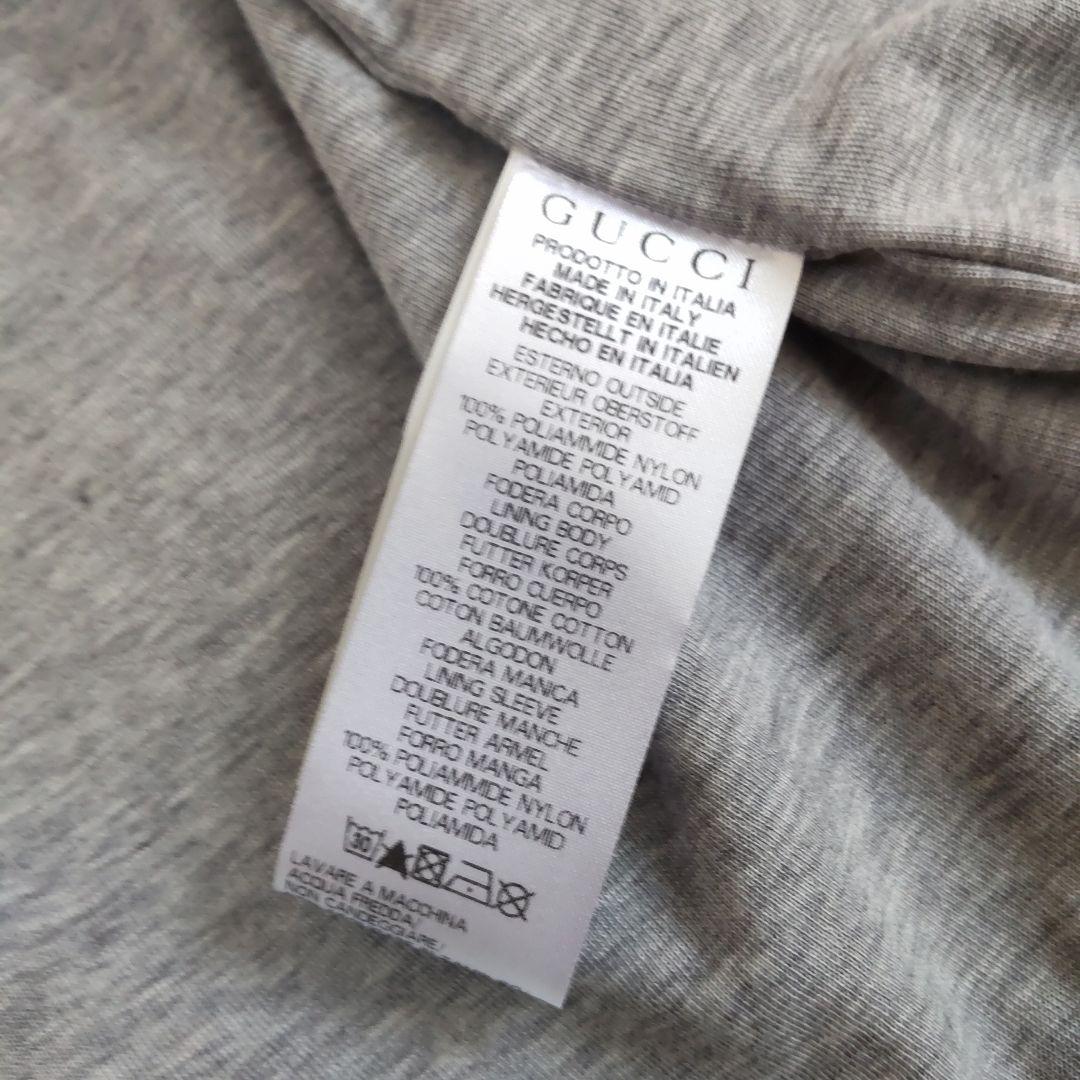 GUCCI
PRODOTTO IN ITALIA
MADE IN ITALY
FABRIQUE EN ITALIE
HERGESTELLT IN ITALIEN
HECHO EN ITALIA
ESTERNO OUTSIDE
EXTERIEUR OBERSTOFF
EXTERIOR
100% POLIAMMIDE NYLON
POLYAMIDE POLYAMID
POLIAMIDA
FODERA CORPO
LINING BODY
DOUBLURE CORPS
FUTTER KORPER
FORRO CUERPO
100% COTONE COTTON
COTON BAUMWOLLE
ALGODON
FODERA MANICA
LINING SLEEVE
DOUBLURE MANCHE
FUTTER ARMEL
FORRO MANGA
100% POLIAMMIDE NYLON
POLYAMIDE POLYAMID
POLIAMIDA
30
LAVARE A MACCHINA
ACQUA FREDDA/
NON CANDEGGIARE/